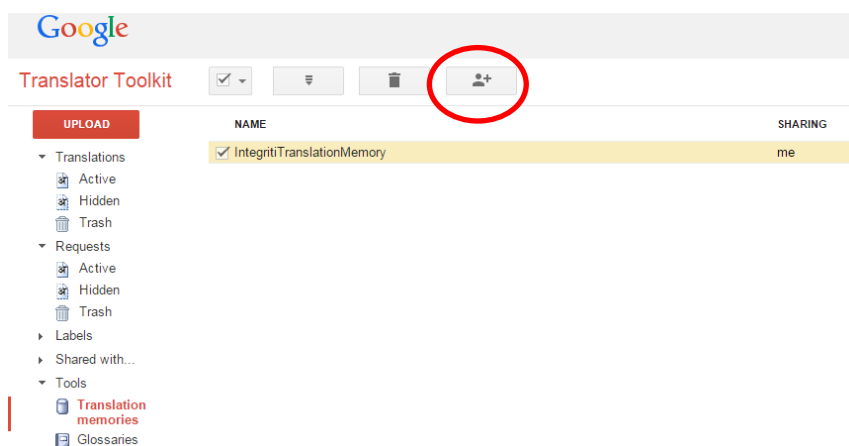 Google
Translator Toolkit
UPLOAD
NAME
SHARING
IntegritiTranslationMemory
me
Translations
Active
Hidden
Trash
Requests
Active
Hidden
Trash
Labels
Shared with...
Tools
Translation
memories
Glossaries